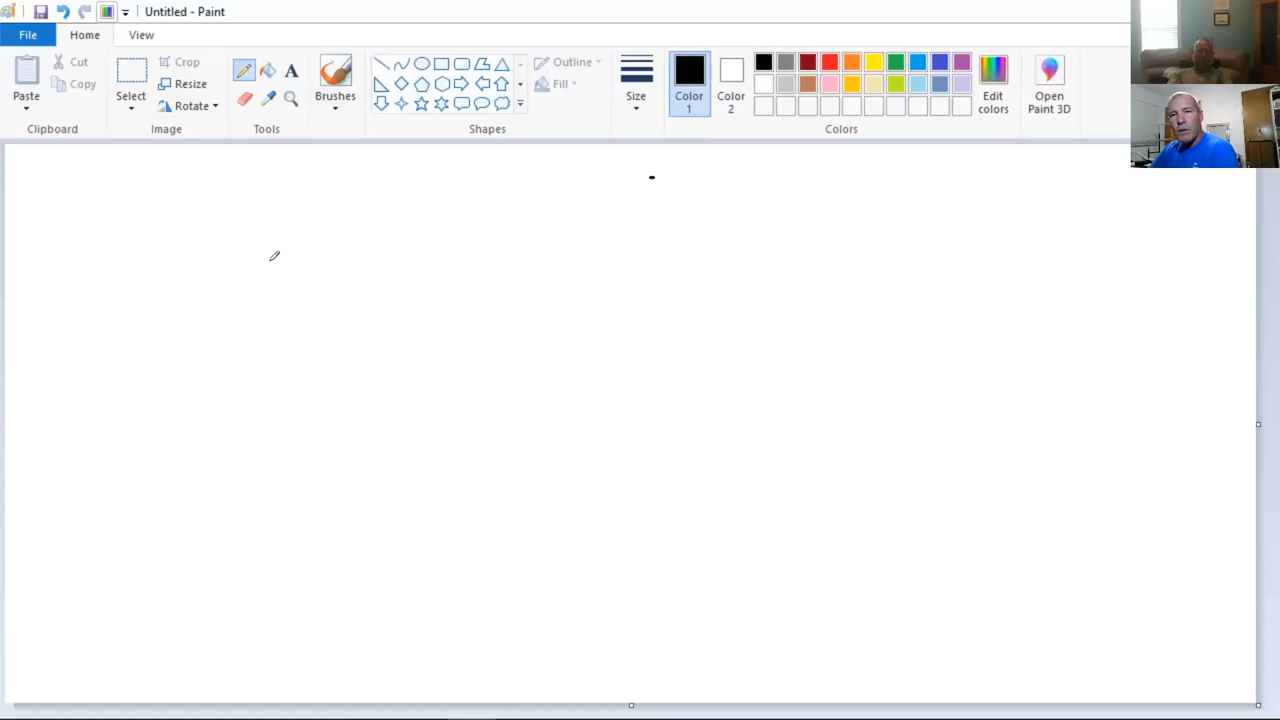 Untitled - Paint
File Home View
Cut
Copy
Paste
Clipboard
Select
Crop
Resize
Rotate
Image
A
Tools
Brushes
Shapes
Outline
Fill
Size
Color 1
Color 2
Colors
Edit colors
Open Paint 3D